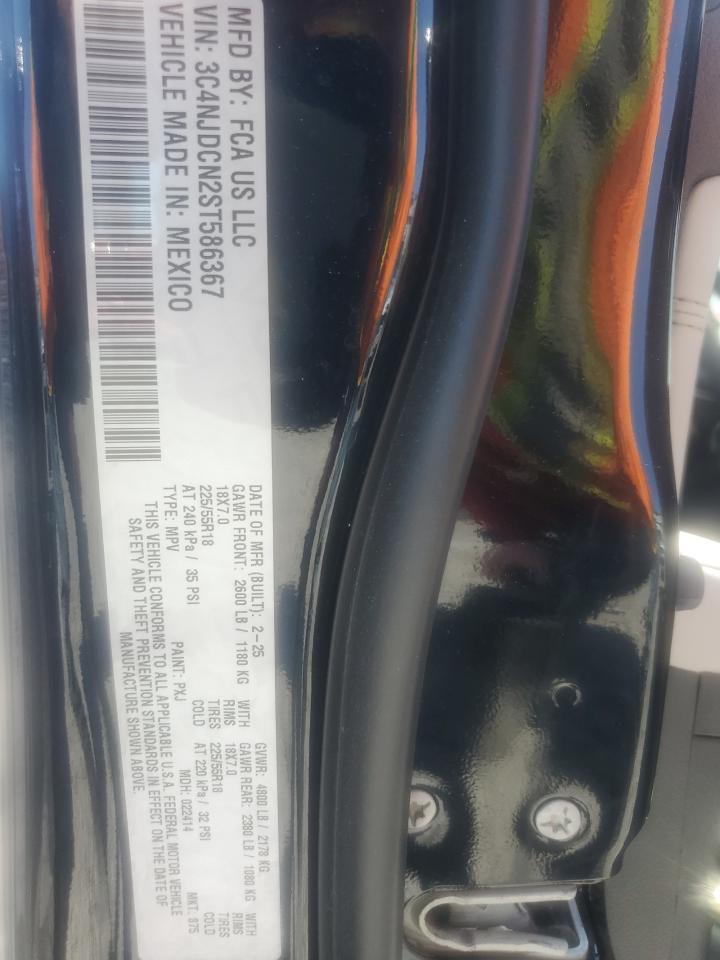 MFD BY: FCA US LLC
VIN: 3C4NJDCN2ST586367
VEHICLE MADE IN: MEXICO
DATE OF MFR (BUILT): 2-25 GVWR: 4800 LB / 2178 KG
GAWR FRONT: 2600 LB / 1180 KG WITH GAWR REAR: 2380 LB / 1080 KG WITH
18X7.0 RIMS 18X7.0 RIMS
225/55R18 TIRES 225/55R18 TIRES
AT 240 kPa / 35 PSI COLD AT 220 kPa / 32 PSI COLD
TYPE: MPV PAINT: PXJ MDH: 022414 MKT: 875
THIS VEHICLE CONFORMS TO ALL APPLICABLE U.S.A. FEDERAL MOTOR VEHICLE
SAFETY AND THEFT PREVENTION STANDARDS IN EFFECT ON THE DATE OF
MANUFACTURE SHOWN ABOVE.